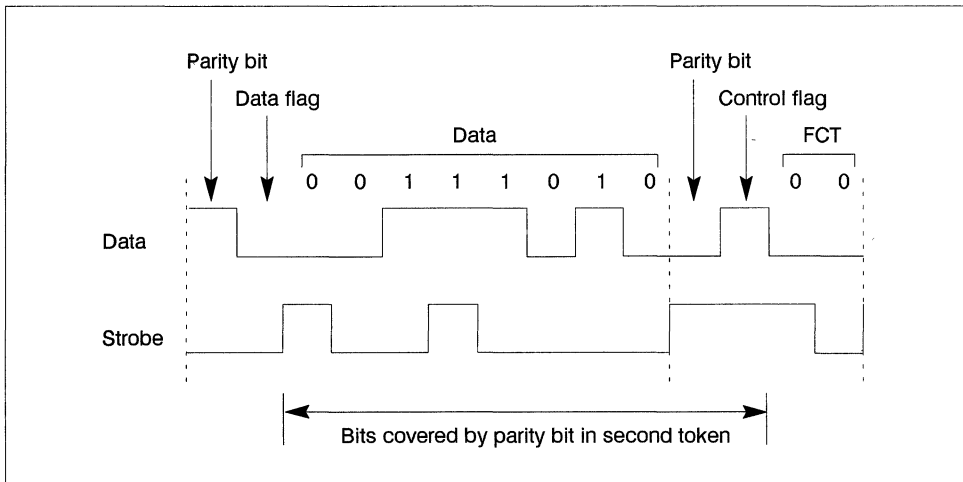 Parity bit Parity bit
Data flag Control flag
Data FCT
0 0 1 1 1 0 1 0 0 0
Data
Strobe
Bits covered by parity bit in second token